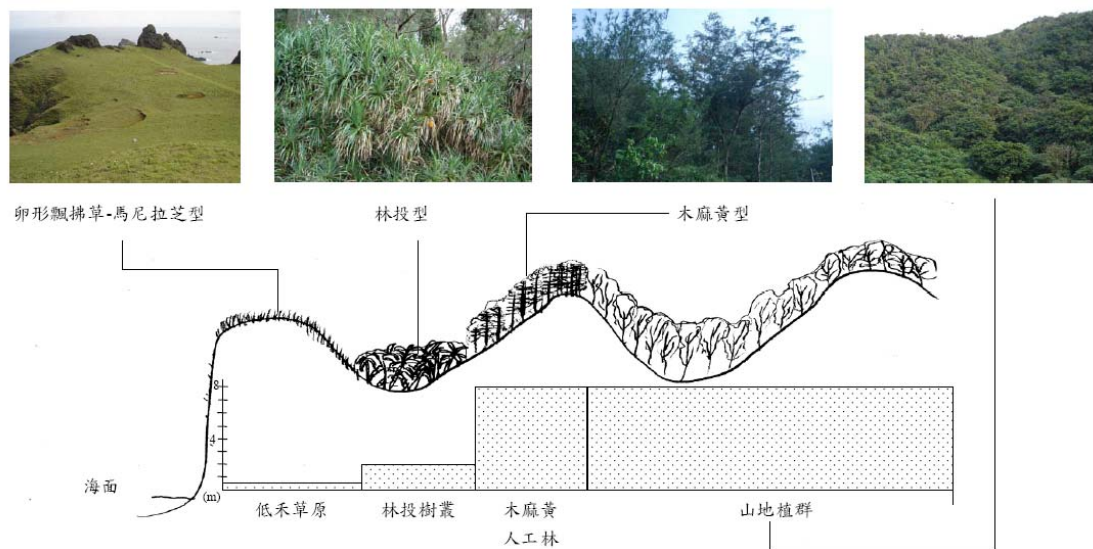 卵形飄拂草-馬尼拉芝型
林投型
木麻黃型
8
4
(m)
海面
低禾草原
林投樹叢
木麻黃
人工林
山地植群